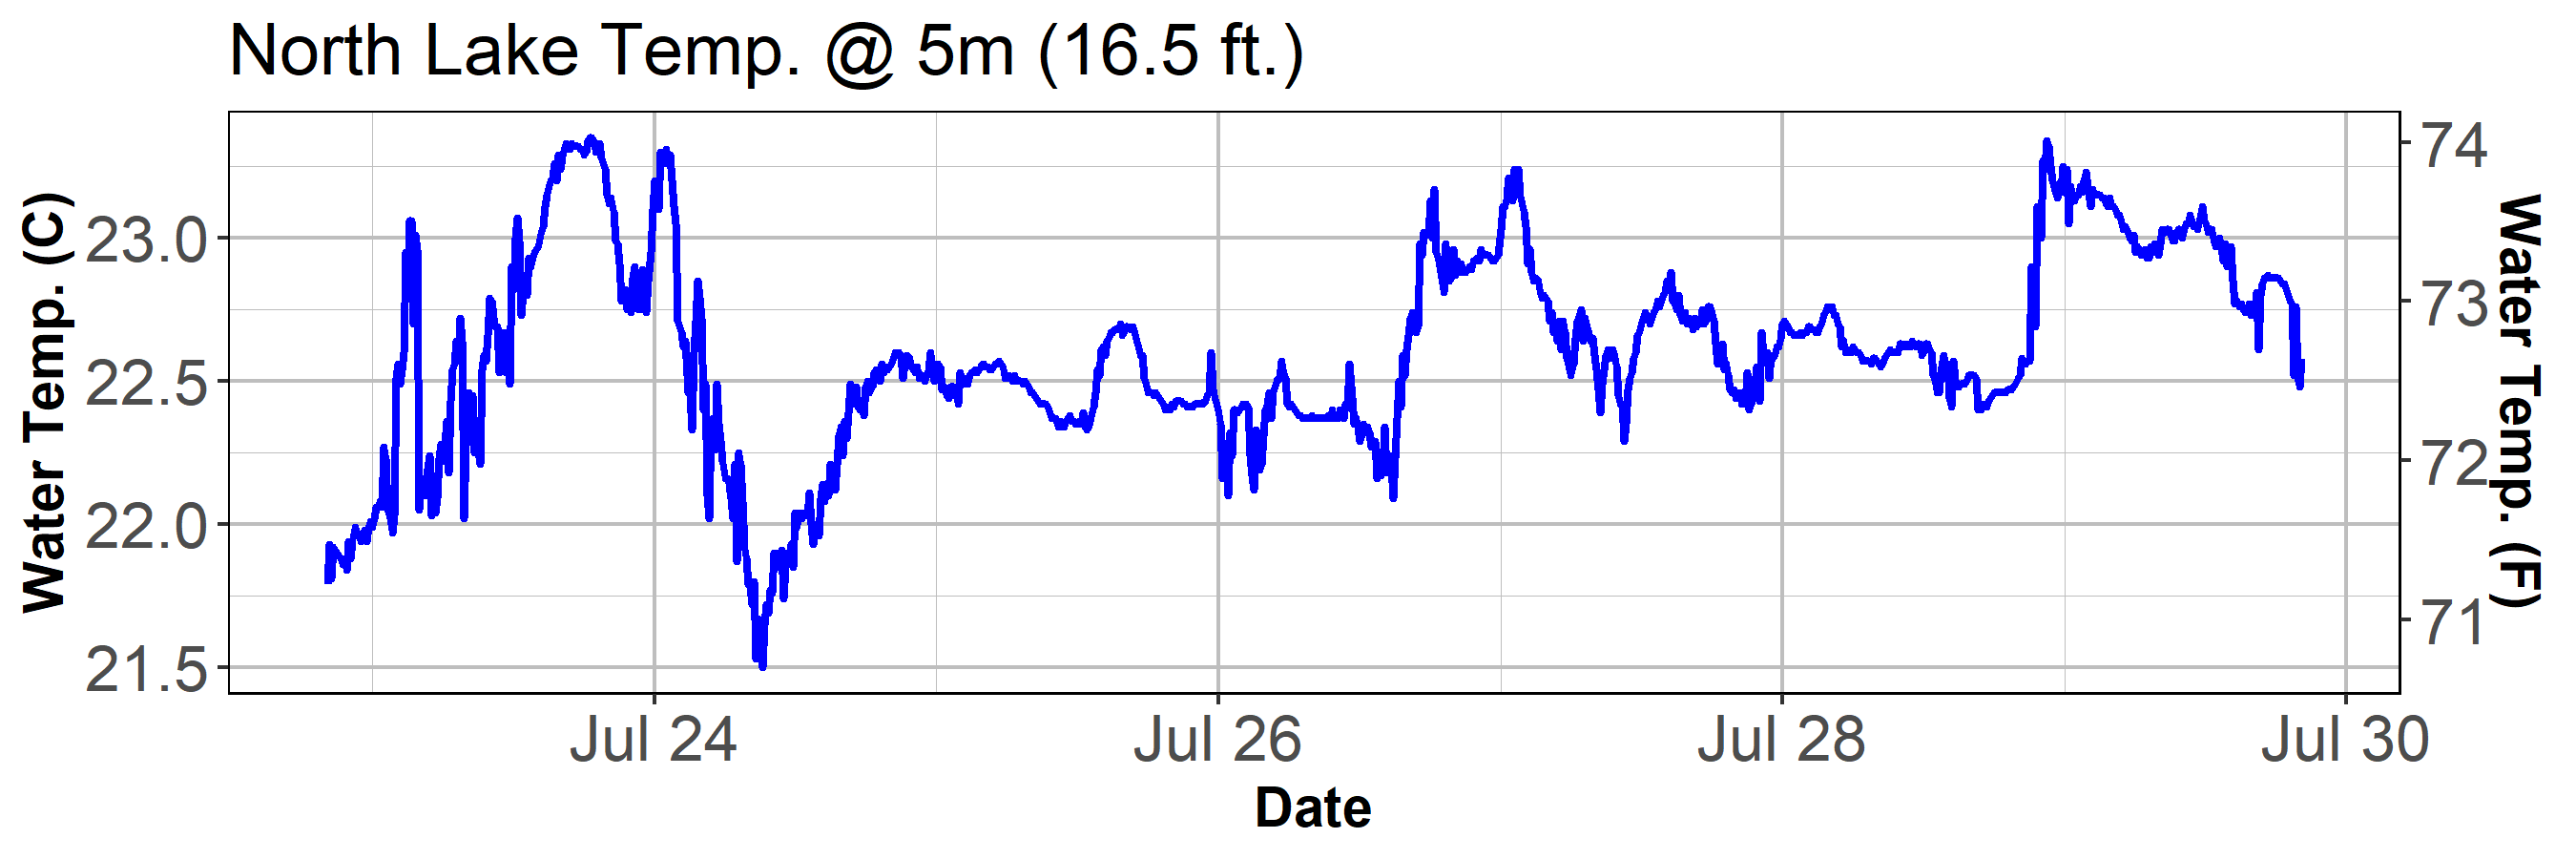 North Lake Temp. @ 5m (16.5 ft.)
Water Temp. (C)
23.0
22.5
22.0
21.5
74
73
72
71
Water Temp. (F)
Jul 24
Jul 26
Jul 28
Jul 30
Date